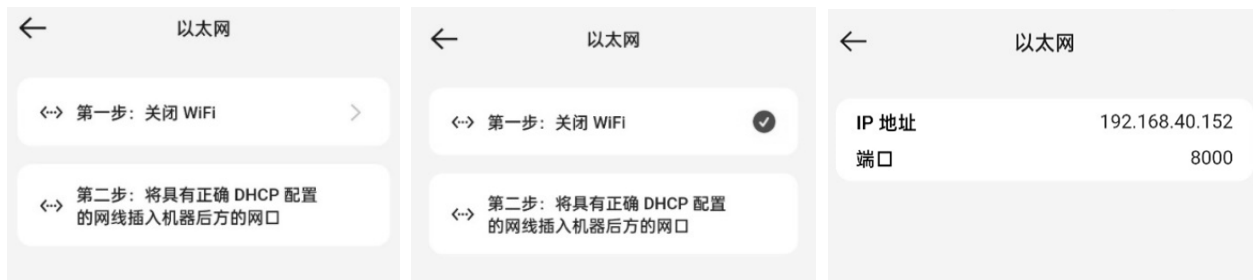 以太网
第一步：关闭 WiFi
第二步：将具有正确 DHCP 配置
的网线插入机器后方的网口
以太网
第一步：关闭 WiFi
第二步：将具有正确 DHCP 配置
的网线插入机器后方的网口
以太网
IP 地址 192.168.40.152
端口 8000